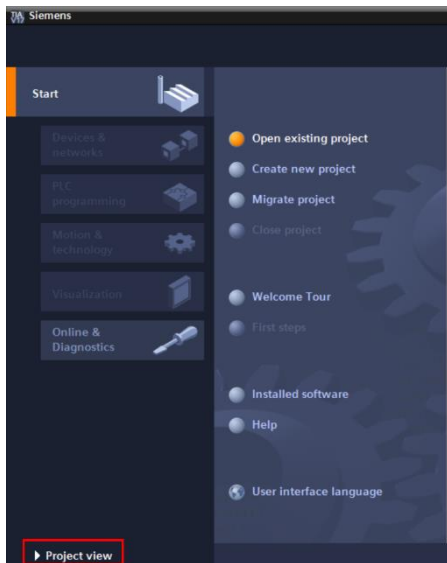 Siemens
Start
Devices &
networks
PLC
programming
Motion &
technology
Visualization
Online &
Diagnostics
Open existing project
Create new project
Migrate project
Close project
Welcome Tour
First steps
Installed software
Help
User interface language
Project view